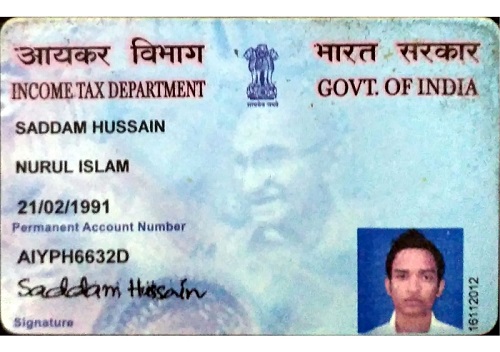 आयकर विभाग भारत सरकार
INCOME TAX DEPARTMENT GOVT. OF INDIA
सत्यमेव जयते
SADDAM HUSSAIN
NURUL ISLAM
21/02/1991
Permanent Account Number
AIYPH6632D
Saddam Hussain
Signature
16112012